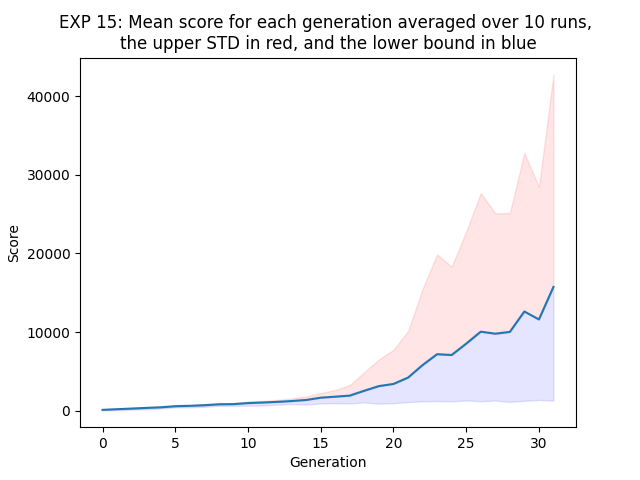 EXP 15: Mean score for each generation averaged over 10 runs,
the upper STD in red, and the lower bound in blue
40000
30000
20000
10000
0
Score
0 5 10 15 20 25 30
Generation